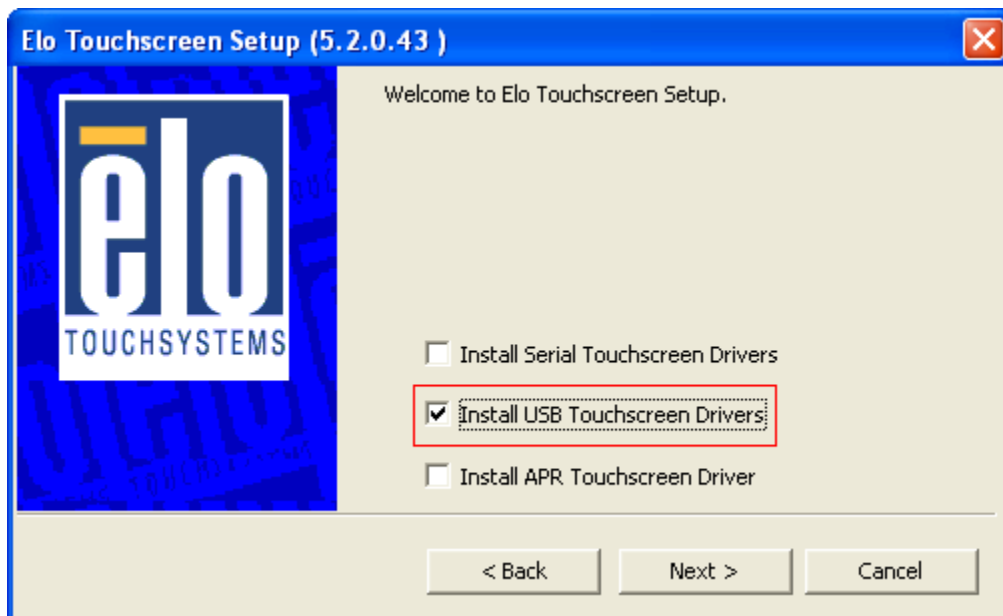 Elo Touchscreen Setup (5.2.0.43 )
Welcome to Elo Touchscreen Setup.
ēlo
TOUCHSYSTEMS
Install Serial Touchscreen Drivers
Install USB Touchscreen Drivers
Install APR Touchscreen Driver
< Back
Next >
Cancel